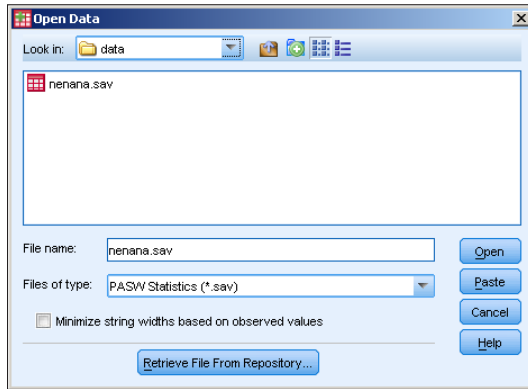 Open Data
Look in: data
nenana.sav
File name: nenana.sav
Open
Files of type: PASW Statistics (*.sav)
Paste
Minimize string widths based on observed values
Cancel
Help
Retrieve File From Repository...